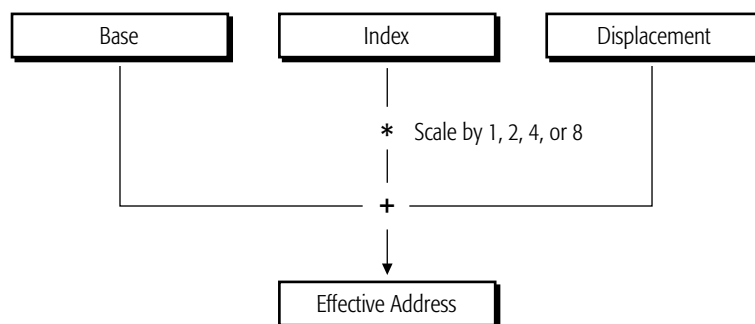 Base
Index
Displacement
* Scale by 1, 2, 4, or 8
+
Effective Address